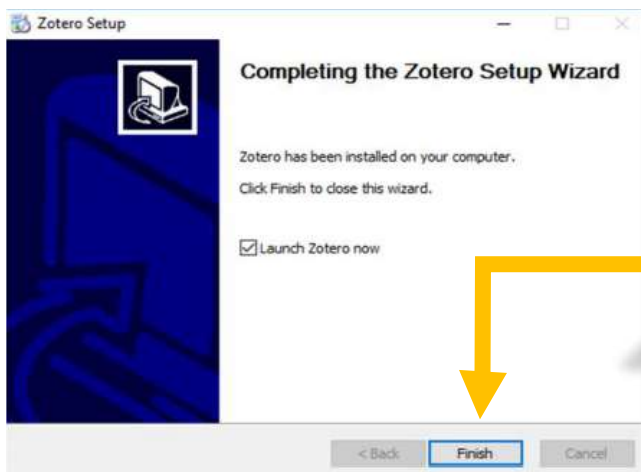 Zotero Setup
Completing the Zotero Setup Wizard
Zotero has been installed on your computer.
Click Finish to close this wizard.
Launch Zotero now
< Back Finish Cancel